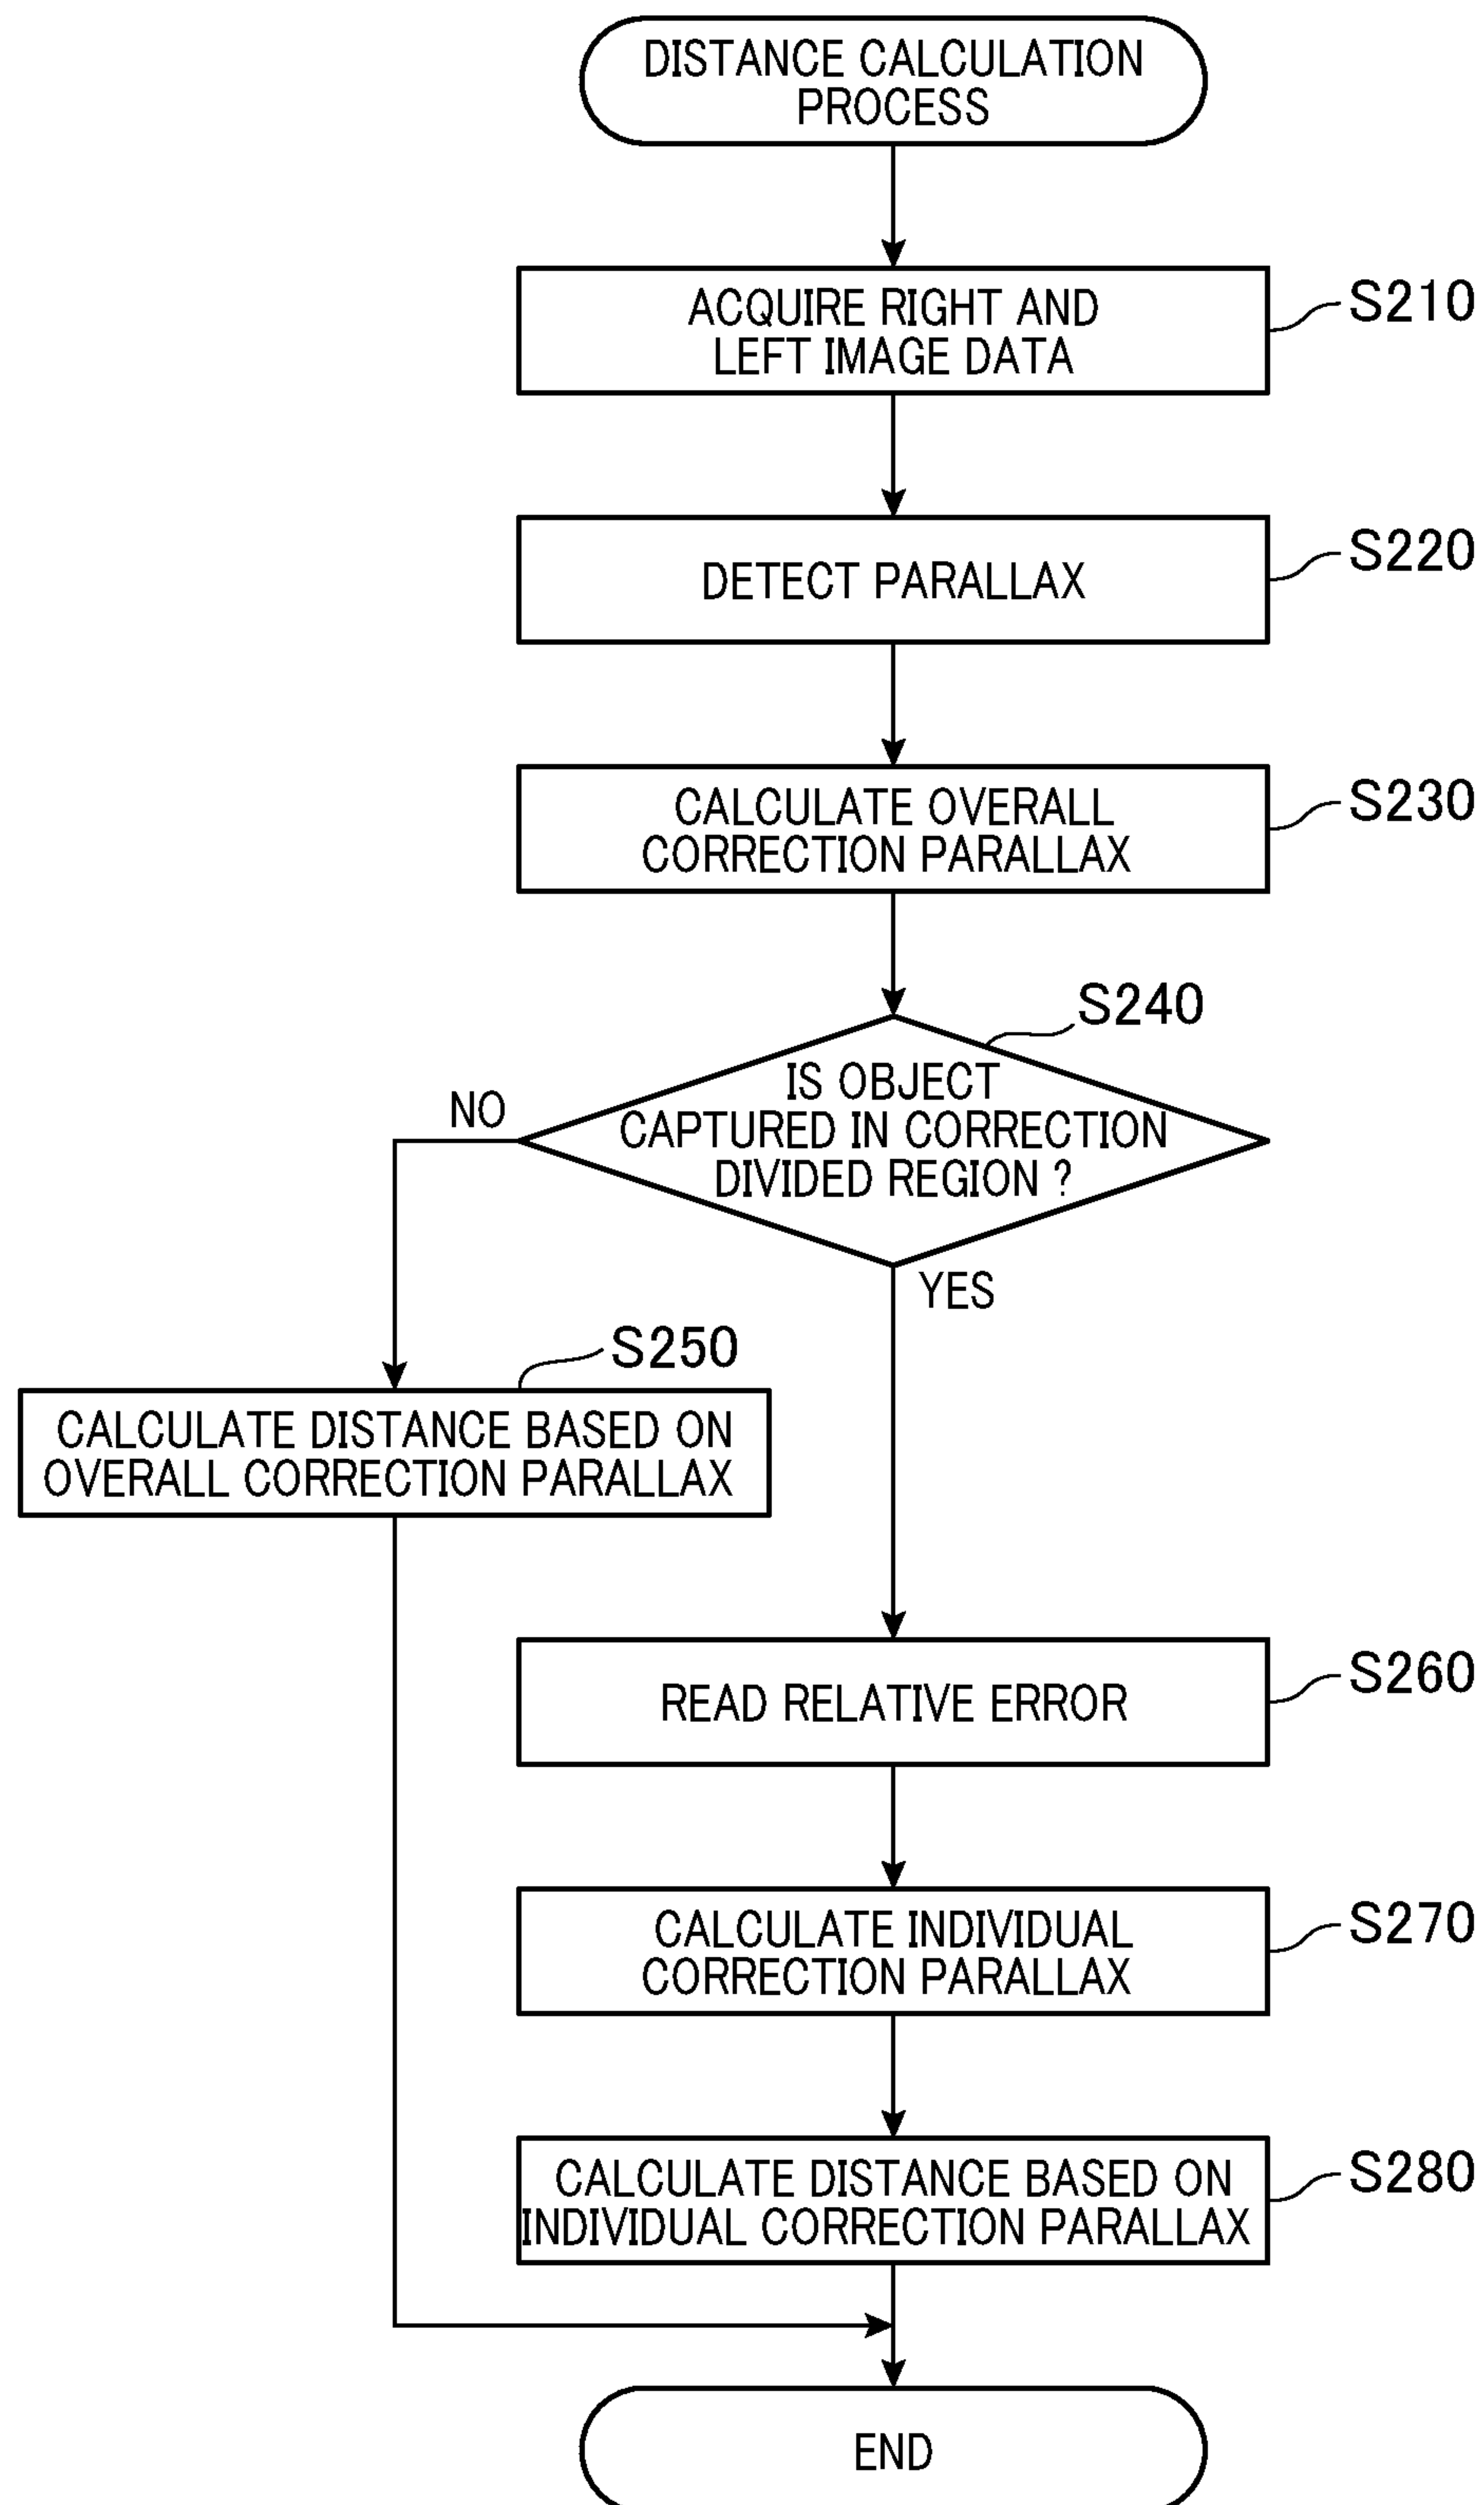 DISTANCE CALCULATION
PROCESS
ACQUIRE RIGHT AND
LEFT IMAGE DATA
S210
DETECT PARALLAX
S220
CALCULATE OVERALL
CORRECTION PARALLAX
S230
S240
IS OBJECT
CAPTURED IN CORRECTION
DIVIDED REGION ?
NO
YES
S250
CALCULATE DISTANCE BASED ON
OVERALL CORRECTION PARALLAX
READ RELATIVE ERROR
S260
CALCULATE INDIVIDUAL
CORRECTION PARALLAX
S270
CALCULATE DISTANCE BASED ON
INDIVIDUAL CORRECTION PARALLAX
S280
END